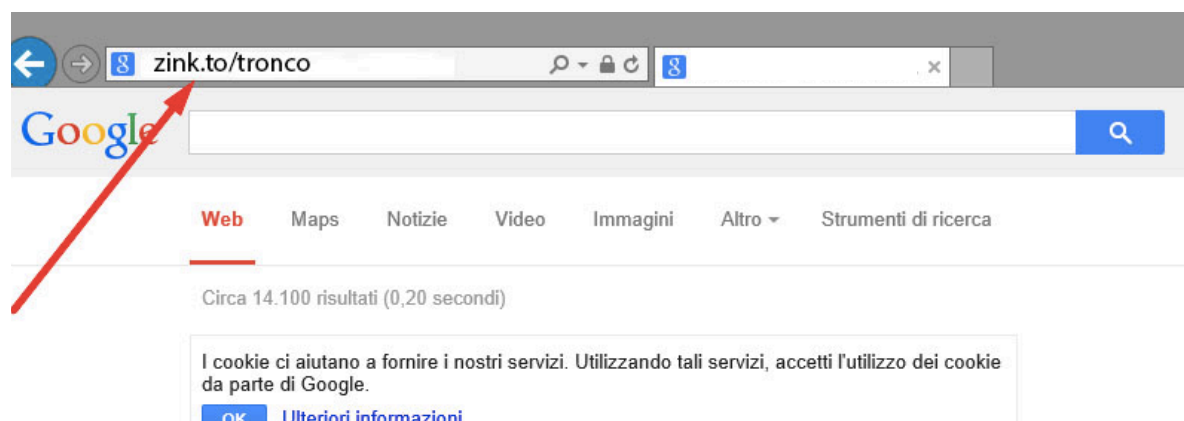 zink.to/tronco
Google
Web Maps Notizie Video Immagini Altro Strumenti di ricerca
Circa 14.100 risultati (0,20 secondi)
I cookie ci aiutano a fornire i nostri servizi. Utilizzando tali servizi, accetti l'utilizzo dei cookie
da parte di Google.
OK Ulteriori informazioni